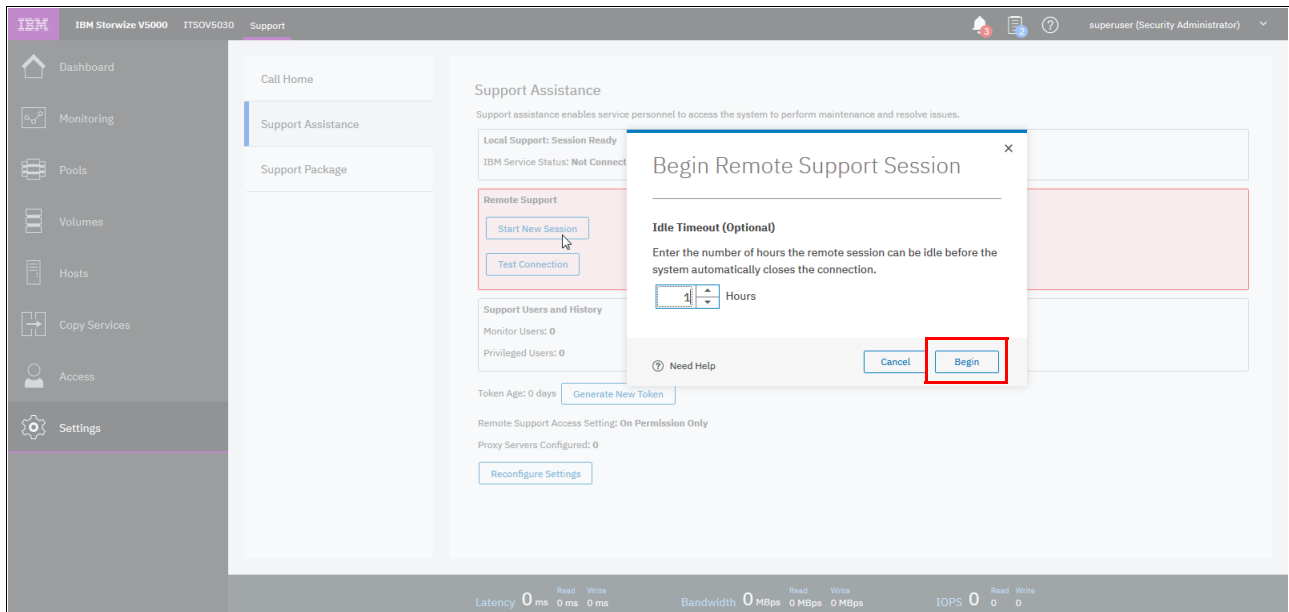 IBM IBM Storwize V5000 ITSOV5030 Support 3 2 ? superuser (Security Administrator)
Dashboard
Monitoring
Pools
Volumes
Hosts
Copy Services
Access
Settings
Call Home
Support Assistance
Support Package
Support Assistance
Support assistance enables service personnel to access the system to perform maintenance and resolve issues.
Local Support: Session Ready
IBM Service Status: Not Connect
Remote Support
Start New Session
Test Connection
Support Users and History
Monitor Users: 0
Privileged Users: 0
Token Age: 0 days Generate New Token
Remote Support Access Setting: On Permission Only
Proxy Servers Configured: 0
Reconfigure Settings
Begin Remote Support Session
Idle Timeout (Optional)
Enter the number of hours the remote session can be idle before the
system automatically closes the connection.
1 Hours
? Need Help Cancel Begin
Read Write Read Write Read Write
Latency 0 ms 0 ms 0 ms Bandwidth 0 MBps 0 MBps 0 MBps IOPS 0 0 0